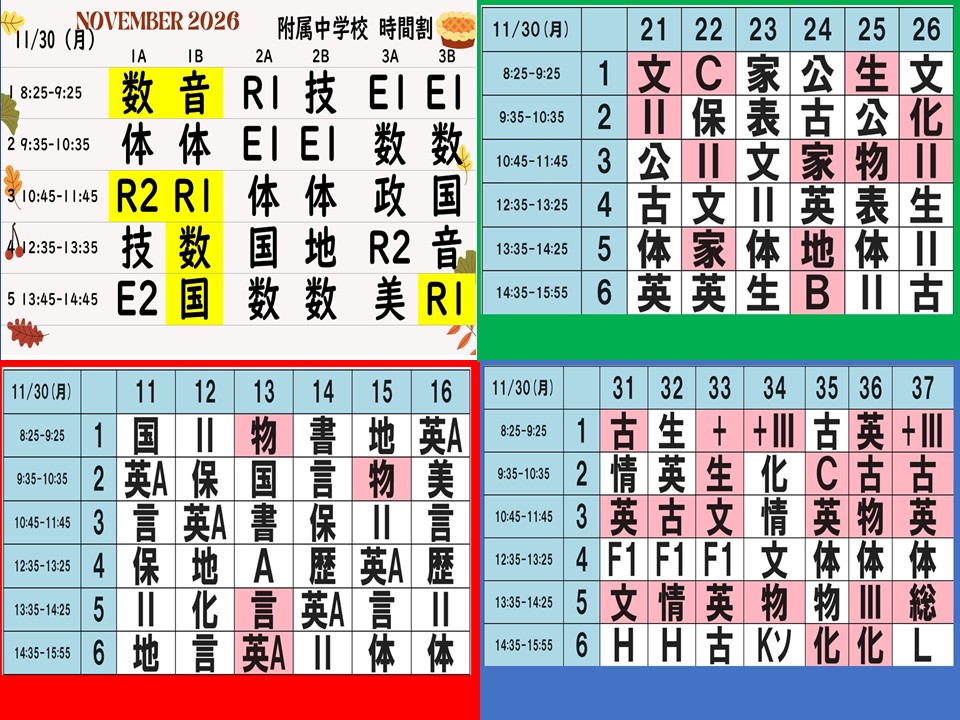 NOVEMBER 2026
附属中学校 時間割
11/30 (月)
1A 1B 2A 2B 3A 3B
1 8:25-9:25 数 音 R1 技 E1 E1
2 9:35-10:35 体 体 E1 E1 数 数
3 10:45-11:45 R2 R1 体 体 政 国
4 12:35-13:35 技 数 国 地 R2 音
5 13:45-14:45 E2 国 数 数 美 R1
11/30(月) 21 22 23 24 25 26
8:25-9:25 1 文 C 家 公 生 文
9:35-10:35 2 II 保 表 古 公 化
10:45-11:45 3 公 II 文 家 物 II
12:35-13:25 4 古 文 II 英 表 生
13:35-14:25 5 体 家 体 地 体 II
14:35-15:55 6 英 英 生 B II 古
11/30(月) 11 12 13 14 15 16
8:25-9:25 1 国 II 物 書 地 英A
9:35-10:35 2 英A 保 国 言 物 美
10:45-11:45 3 言 英A 書 保 II 言
12:35-13:25 4 保 地 A 歴 英A 歴
13:35-14:25 5 II 化 言 英A 言 II
14:35-15:55 6 地 言 英A II 体 体
11/30(月) 31 32 33 34 35 36 37
8:25-9:25 1 古 生 + +III 古 英 +III
9:35-10:35 2 情 英 生 化 C 古 古
10:45-11:45 3 英 古 文 情 英 物 英
12:35-13:25 4 F1 F1 F1 文 体 体 体
13:35-14:25 5 文 情 英 物 物 III 総
14:35-15:55 6 H H 古 Kソ 化 化 L